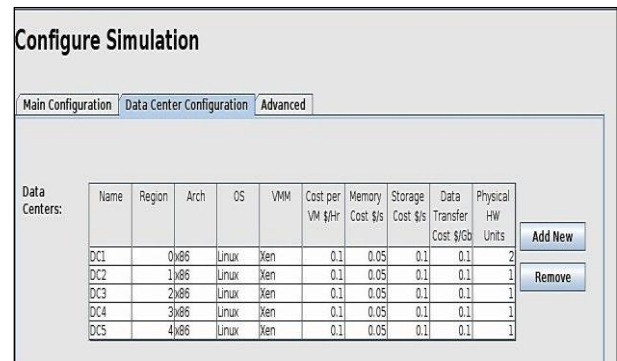 Configure Simulation
Main Configuration Data Center Configuration Advanced
Data Centers:
Name Region Arch OS VMM Cost per VM $/Hr Memory Cost $/s Storage Cost $/s Data Transfer Cost $/Gb Physical HW Units
DC1 0 x86 Linux Xen 0.1 0.05 0.1 0.1 2
DC2 1 x86 Linux Xen 0.1 0.05 0.1 0.1 1
DC3 2 x86 Linux Xen 0.1 0.05 0.1 0.1 1
DC4 3 x86 Linux Xen 0.1 0.05 0.1 0.1 1
DC5 4 x86 Linux Xen 0.1 0.05 0.1 0.1 1
Add New
Remove